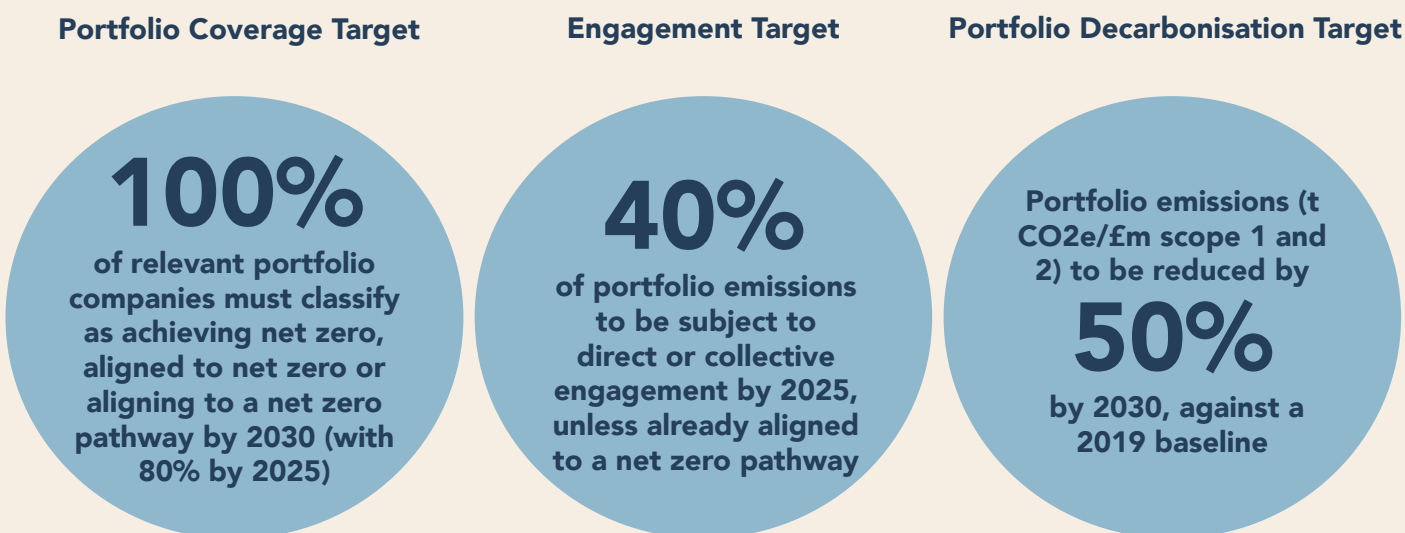 Portfolio Coverage Target
100%
of relevant portfolio
companies must classify
as achieving net zero,
aligned to net zero or
aligning to a net zero
pathway by 2030 (with
80% by 2025)
Engagement Target
40%
of portfolio emissions
to be subject to
direct or collective
engagement by 2025,
unless already aligned
to a net zero pathway
Portfolio Decarbonisation Target
Portfolio emissions (t
CO2e/£m scope 1 and
2) to be reduced by
50%
by 2030, against a
2019 baseline